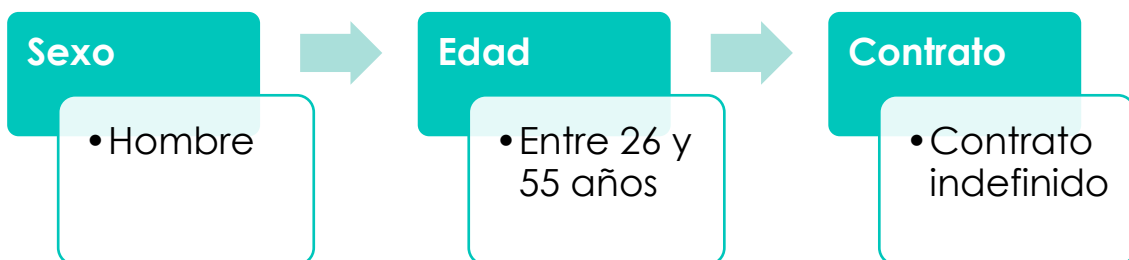 Sexo
•Hombre
Edad
•Entre 26 y
55 años
Contrato
•Contrato
indefinido